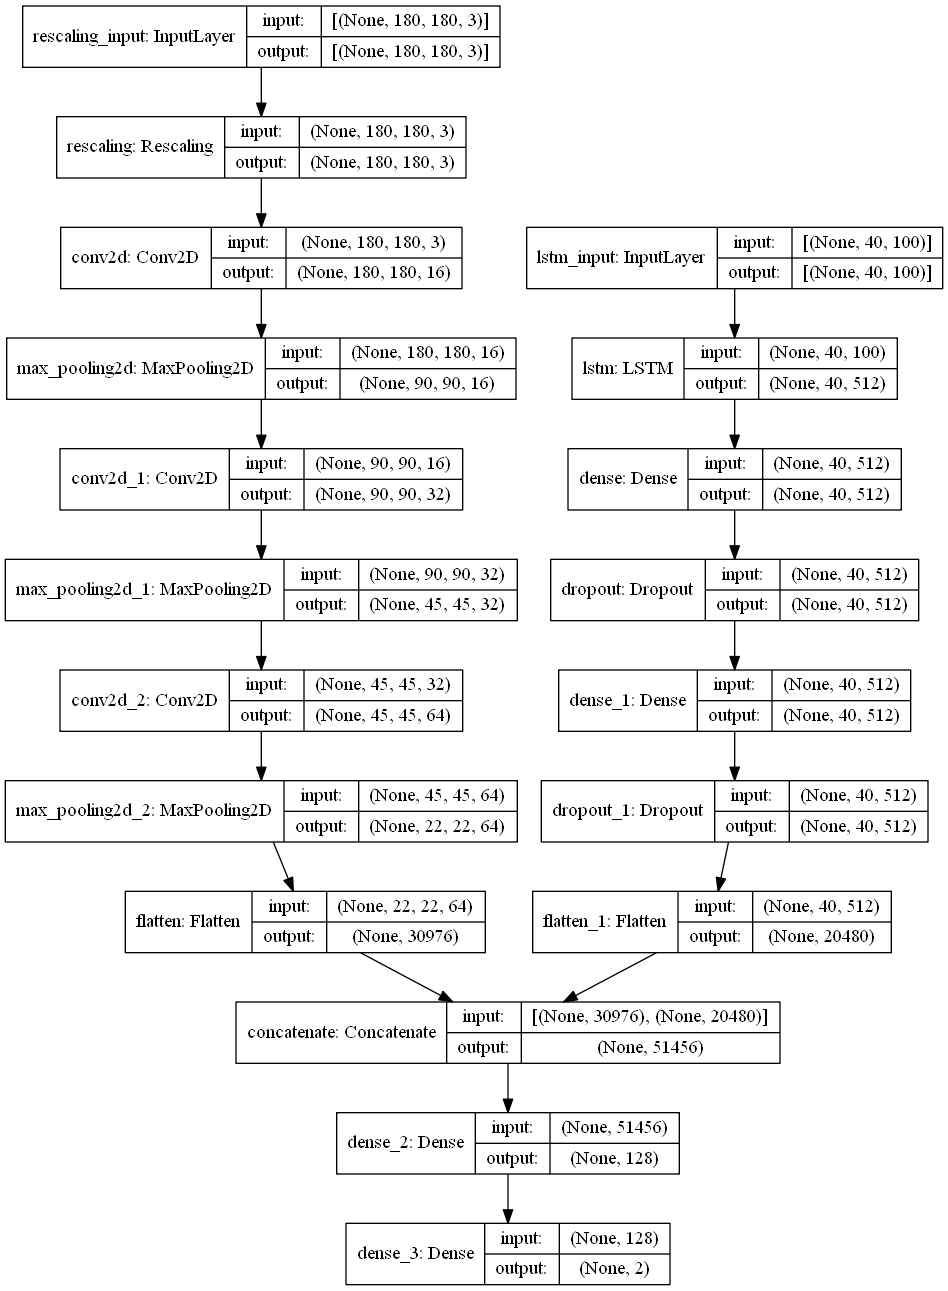 rescaling_input: InputLayer
input: [(None, 180, 180, 3)]
output: [(None, 180, 180, 3)]
rescaling: Rescaling
input: (None, 180, 180, 3)
output: (None, 180, 180, 3)
conv2d: Conv2D
input: (None, 180, 180, 3)
output: (None, 180, 180, 16)
max_pooling2d: MaxPooling2D
input: (None, 180, 180, 16)
output: (None, 90, 90, 16)
conv2d_1: Conv2D
input: (None, 90, 90, 16)
output: (None, 90, 90, 32)
max_pooling2d_1: MaxPooling2D
input: (None, 90, 90, 32)
output: (None, 45, 45, 32)
conv2d_2: Conv2D
input: (None, 45, 45, 32)
output: (None, 45, 45, 64)
max_pooling2d_2: MaxPooling2D
input: (None, 45, 45, 64)
output: (None, 22, 22, 64)
flatten: Flatten
input: (None, 22, 22, 64)
output: (None, 30976)
lstm_input: InputLayer
input: [(None, 40, 100)]
output: [(None, 40, 100)]
lstm: LSTM
input: (None, 40, 100)
output: (None, 40, 512)
dense: Dense
input: (None, 40, 512)
output: (None, 40, 512)
dropout: Dropout
input: (None, 40, 512)
output: (None, 40, 512)
dense_1: Dense
input: (None, 40, 512)
output: (None, 40, 512)
dropout_1: Dropout
input: (None, 40, 512)
output: (None, 40, 512)
flatten_1: Flatten
input: (None, 40, 512)
output: (None, 20480)
concatenate: Concatenate
input: [(None, 30976), (None, 20480)]
output: (None, 51456)
dense_2: Dense
input: (None, 51456)
output: (None, 128)
dense_3: Dense
input: (None, 128)
output: (None, 2)